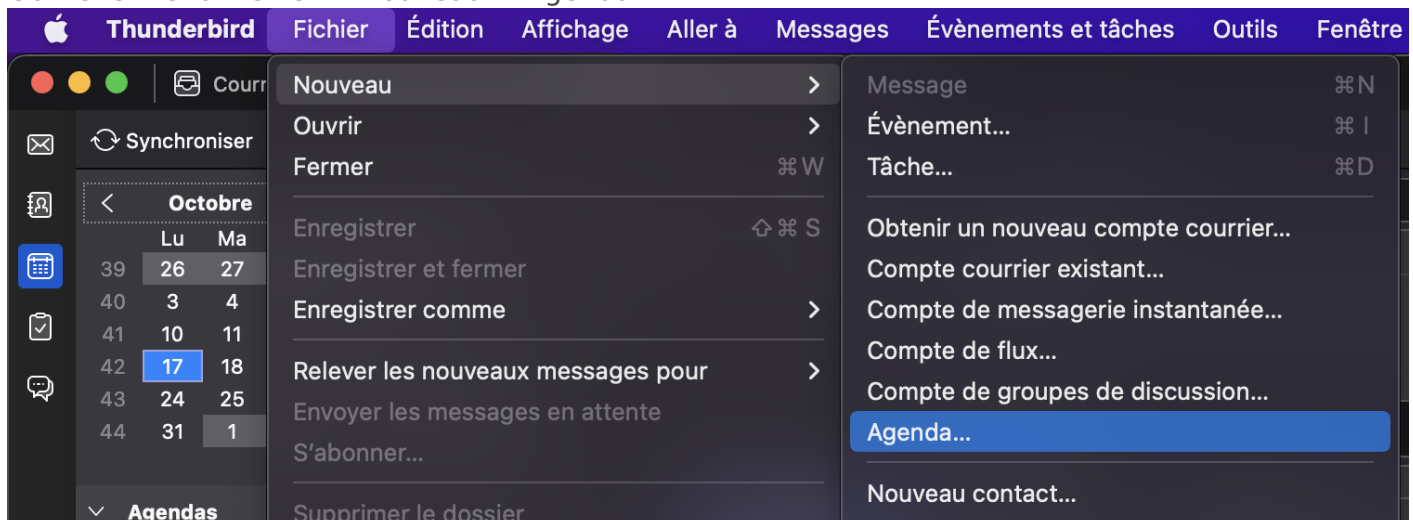 Thunderbird Fichier Édition Affichage Aller à Messages Évènements et tâches Outils Fenêtre
Courr
Synchroniser
Octobre
Lu Ma
39 26 27
40 3 4
41 10 11
42 17 18
43 24 25
44 31 1
Agendas
Nouveau
Ouvrir
Fermer ⌘W
Enregistrer ⇧⌘ S
Enregistrer et fermer
Enregistrer comme
Relever les nouveaux messages pour
Envoyer les messages en attente
S'abonner...
Supprimer le dossier
Message ⌘N
Évènement... ⌘ I
Tâche... ⌘D
Obtenir un nouveau compte courrier...
Compte courrier existant...
Compte de messagerie instantanée...
Compte de flux...
Compte de groupes de discussion...
Agenda...
Nouveau contact...